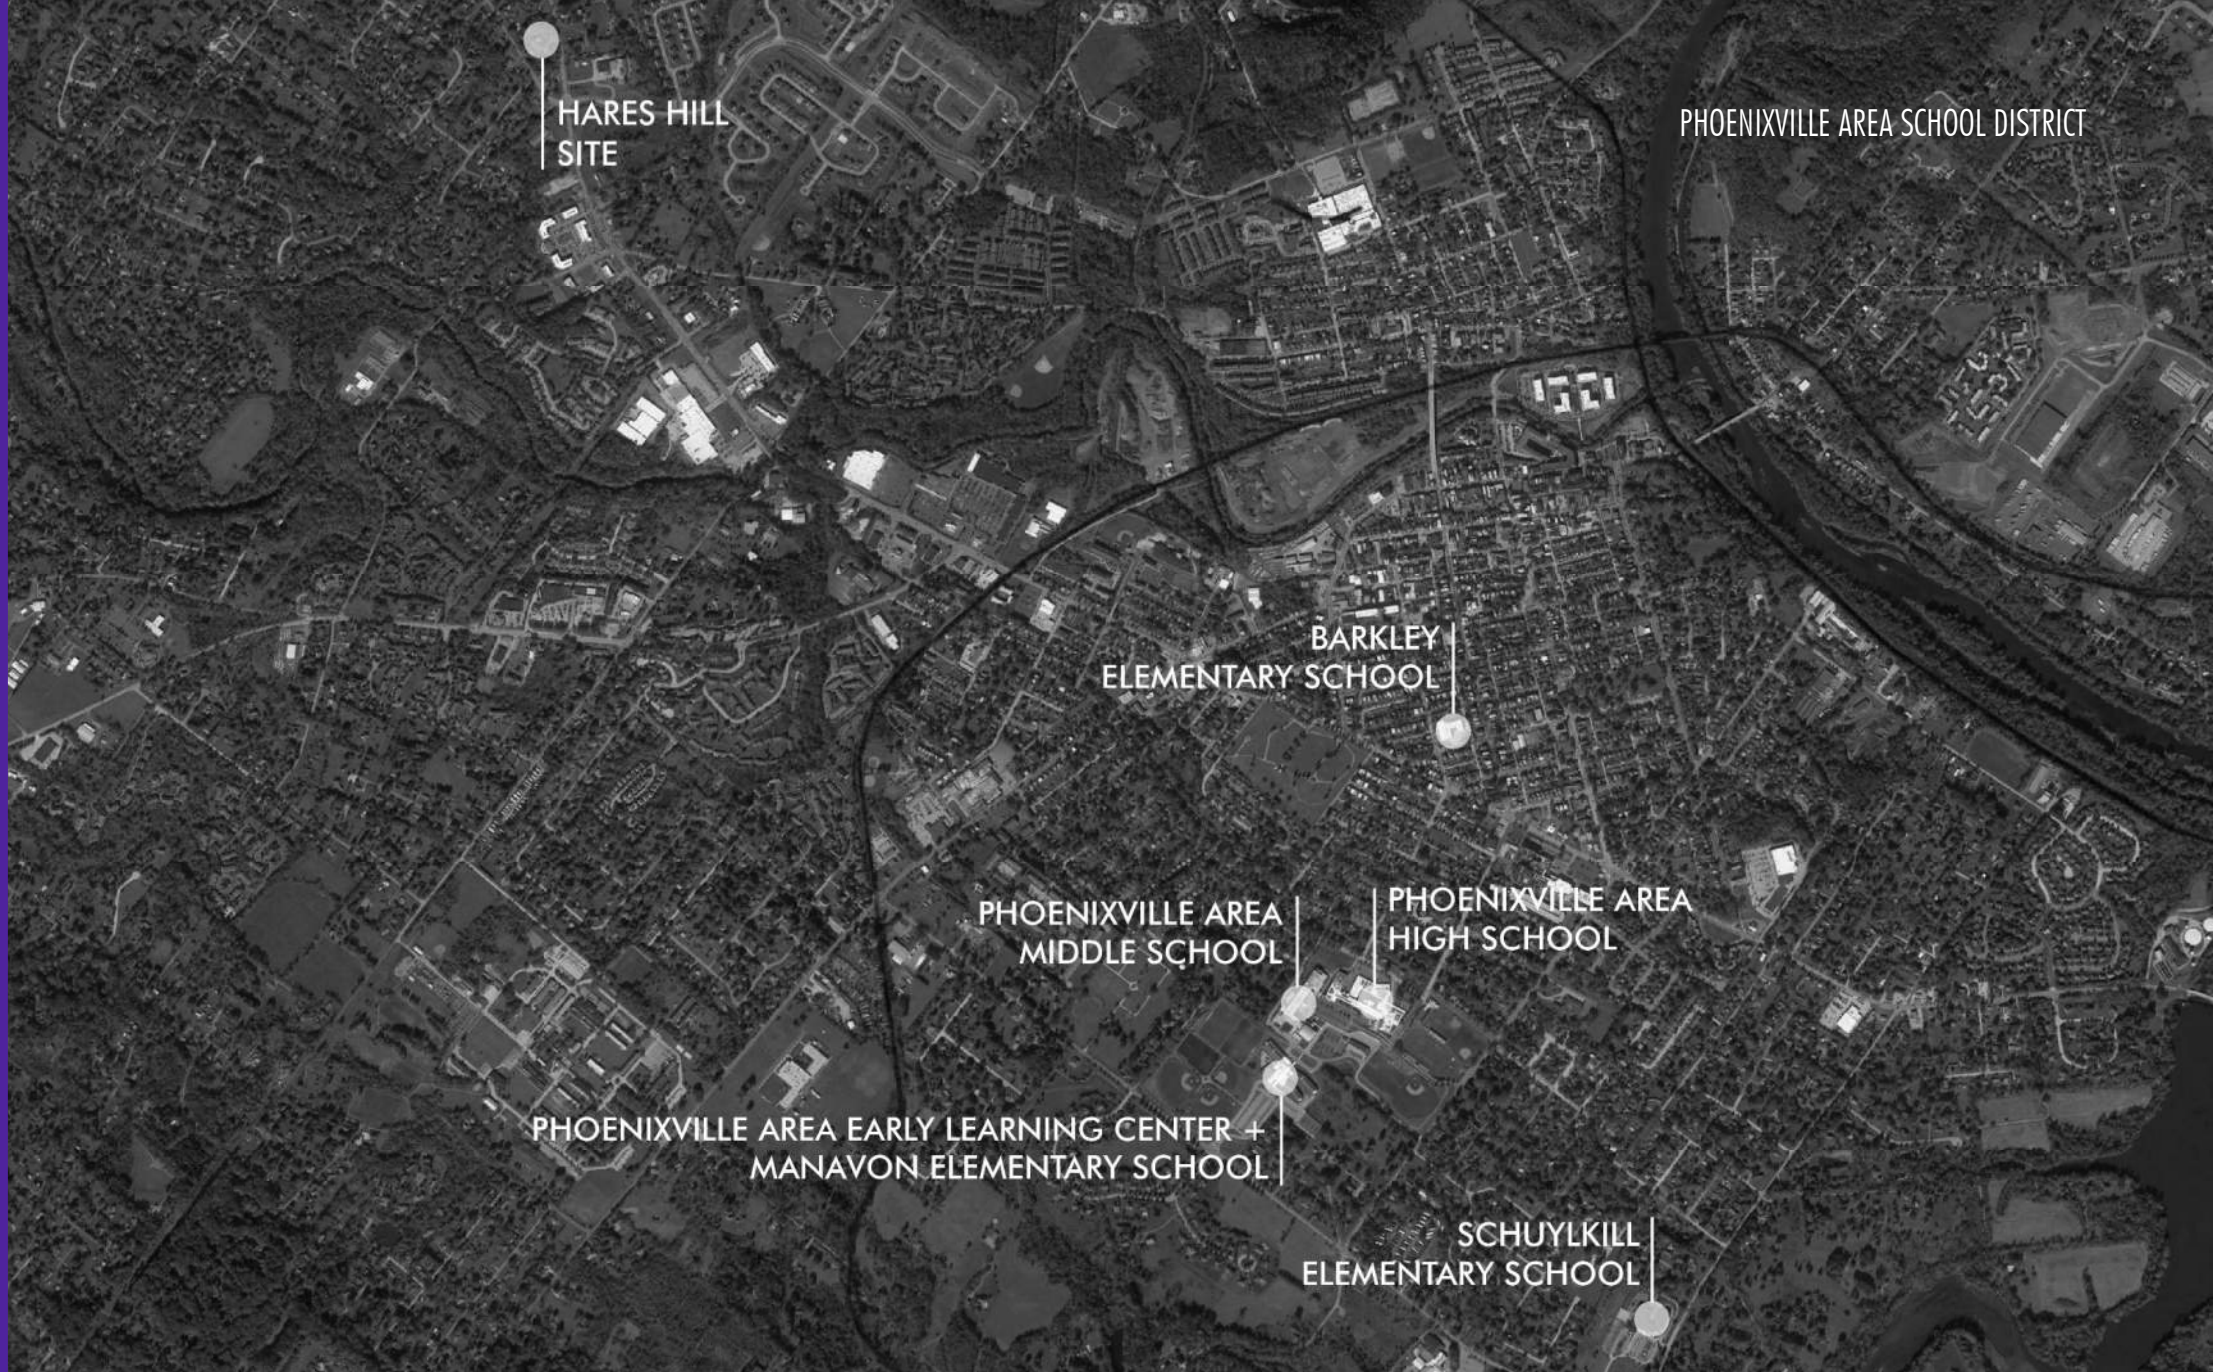 HARES HILL
SITE
PHOENIXVILLE AREA SCHOOL DISTRICT
BARKLEY
ELEMENTARY SCHOOL
PHOENIXVILLE AREA
MIDDLE SCHOOL
PHOENIXVILLE AREA
HIGH SCHOOL
PHOENIXVILLE AREA EARLY LEARNING CENTER +
MANAVON ELEMENTARY SCHOOL
SCHUYLKILL
ELEMENTARY SCHOOL